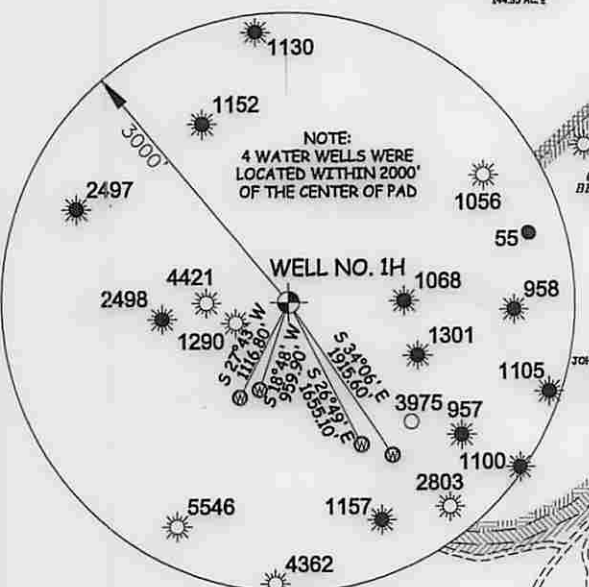 1130
1152
3000'
NOTE:
4 WATER WELLS WERE
LOCATED WITHIN 2000'
OF THE CENTER OF PAD
2497
1056
55
WELL NO. 1H
4421
1068
958
2498
1290
1301
S 27°43' W
1116.80'
S 18°48' W
959.90'
S 26°49' E
1655.10'
S 34°06' E
1915.60'
1105
3975
957
1100
2803
5546
1157
4362
W
W
W
W